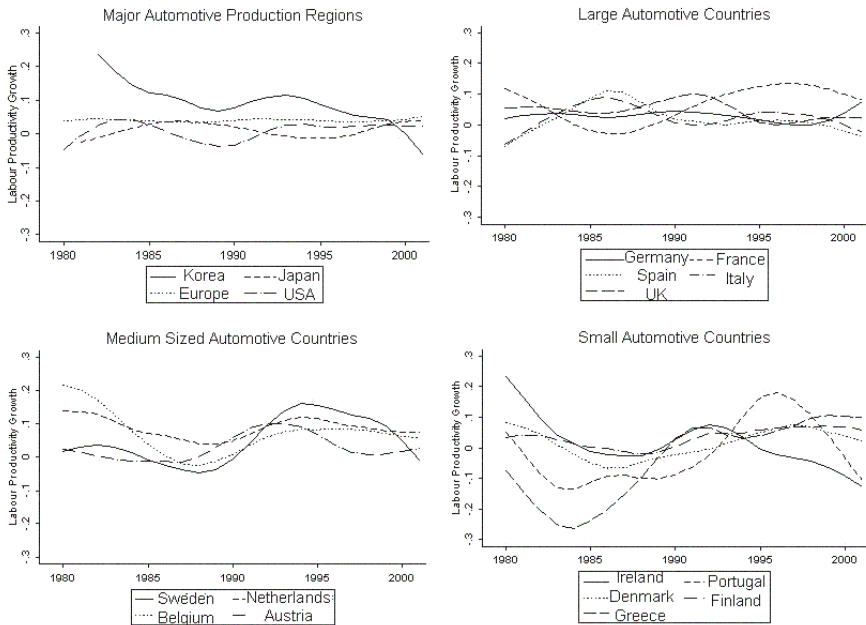 Major Automotive Production Regions
Labour Productivity Growth
.3
.2
.1
0
-.1
-.2
-.3
1980 1985 1990 1995 2000
Korea Japan
Europe USA
Large Automotive Countries
Labour Productivity Growth
.3
.2
.1
0
-.1
-.2
-.3
1980 1985 1990 1995 2000
Germany France
Spain Italy
UK
Medium Sized Automotive Countries
Labour Productivity Growth
.3
.2
.1
0
-.1
-.2
-.3
1980 1985 1990 1995 2000
Sweden Netherlands
Belgium Austria
Small Automotive Countries
Labour Productivity Growth
.3
.2
.1
0
-.1
-.2
-.3
1980 1985 1990 1995 2000
Ireland Portugal
Denmark Finland
Greece